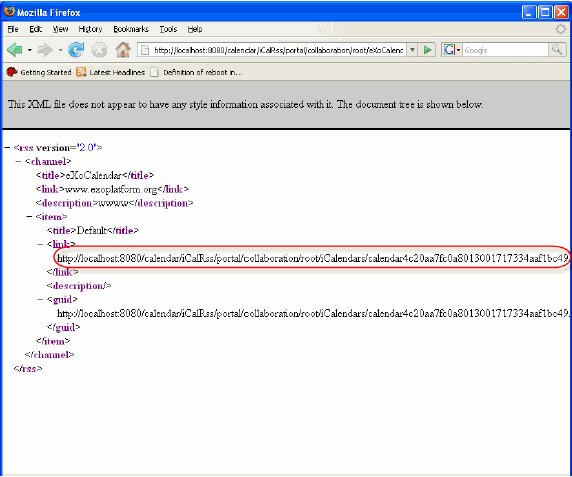 Mozilla Firefox
File Edit View History Bookmarks Tools Help
http://localhost:8080/calendar/iCalRss/portal/collaboration/root/eXoCalenc
Google
Getting Started Latest Headlines Definition of reboot in...
This XML file does not appear to have any style information associated with it. The document tree is shown below.
− <rss version="2.0">
− <channel>
<title>eXoCalendar</title>
<link>www.exoplatform.org</link>
<description>wwww</description>
− <item>
<title>Default</title>
− <link>
http://localhost:8080/calendar/iCalRss/portal/collaboration/root/iCalendars/calendar4c20aa7fc0a8013001717334aaf1bc49.
</link>
<description/>
− <guid>
http://localhost:8080/calendar/iCalRss/portal/collaboration/root/iCalendars/calendar4c20aa7fc0a8013001717334aaf1bc49.
</guid>
</item>
</channel>
</rss>